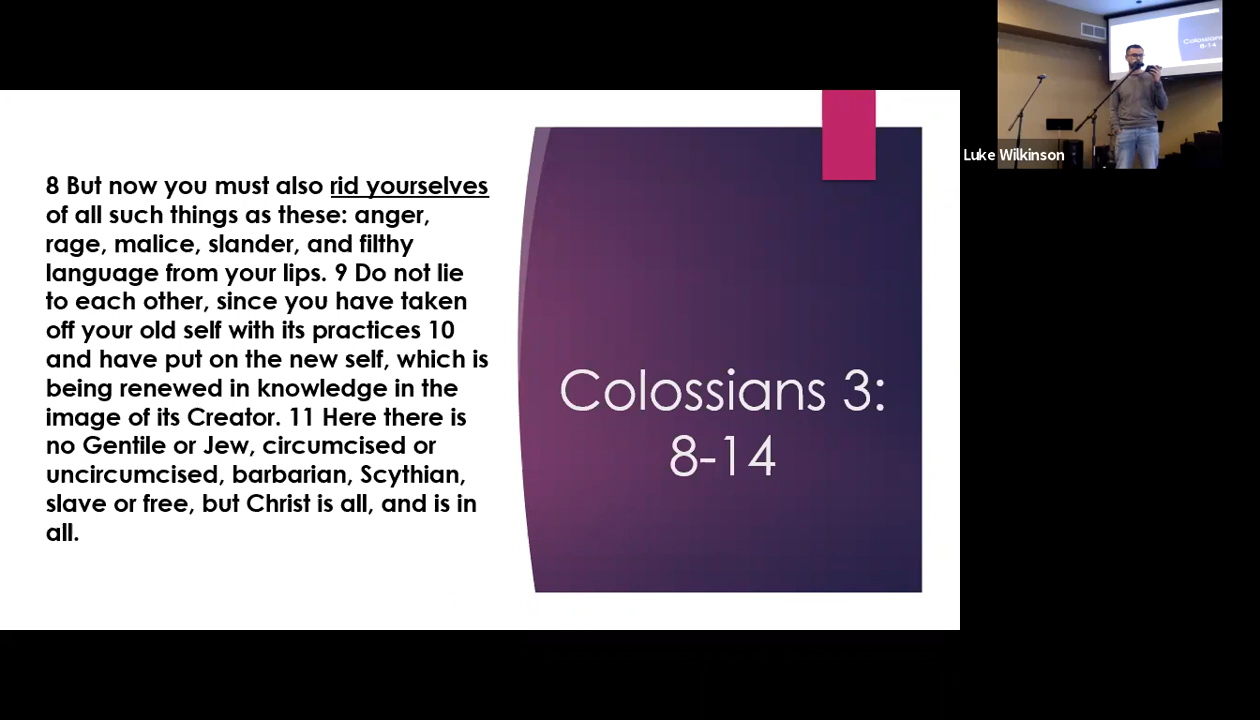 8 But now you must also rid yourselves
of all such things as these: anger,
rage, malice, slander, and filthy
language from your lips. 9 Do not lie
to each other, since you have taken
off your old self with its practices 10
and have put on the new self, which is
being renewed in knowledge in the
image of its Creator. 11 Here there is
no Gentile or Jew, circumcised or
uncircumcised, barbarian, Scythian,
slave or free, but Christ is all, and is in
all.
Colossians 3:
8-14
Colossians
8-14
Luke Wilkinson